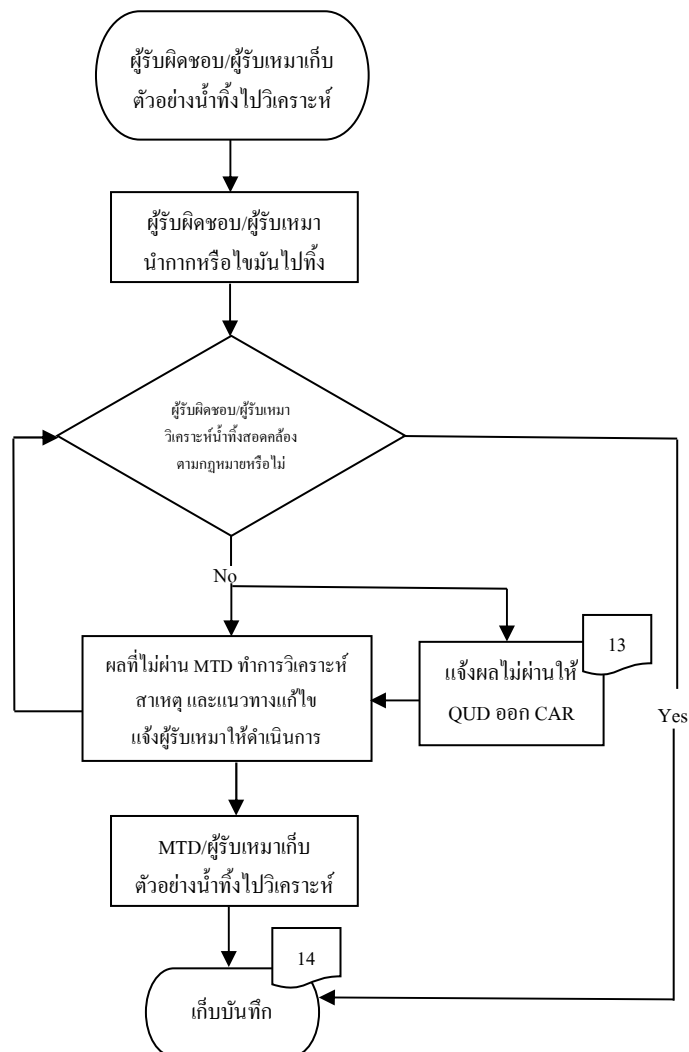 ผู้รับผิดชอบ/ผู้รับเหมาเก็บ
ตัวอย่างน้ำทิ้งไปวิเคราะห์
ผู้รับผิดชอบ/ผู้รับเหมา
นำกากหรือไขมันไปทิ้ง
ผู้รับผิดชอบ/ผู้รับเหมา
วิเคราะห์น้ำทิ้งสอดคล้อง
ตามกฎหมายหรือไม่
No
13
ผลที่ไม่ผ่าน MTD ทำการวิเคราะห์
สาเหตุ และแนวทางแก้ไข
แจ้งผู้รับเหมาให้ดำเนินการ
แจ้งผลไม่ผ่านให้
QUD ออก CAR
Yes
MTD/ผู้รับเหมาเก็บ
ตัวอย่างน้ำทิ้งไปวิเคราะห์
14
เก็บบันทึก